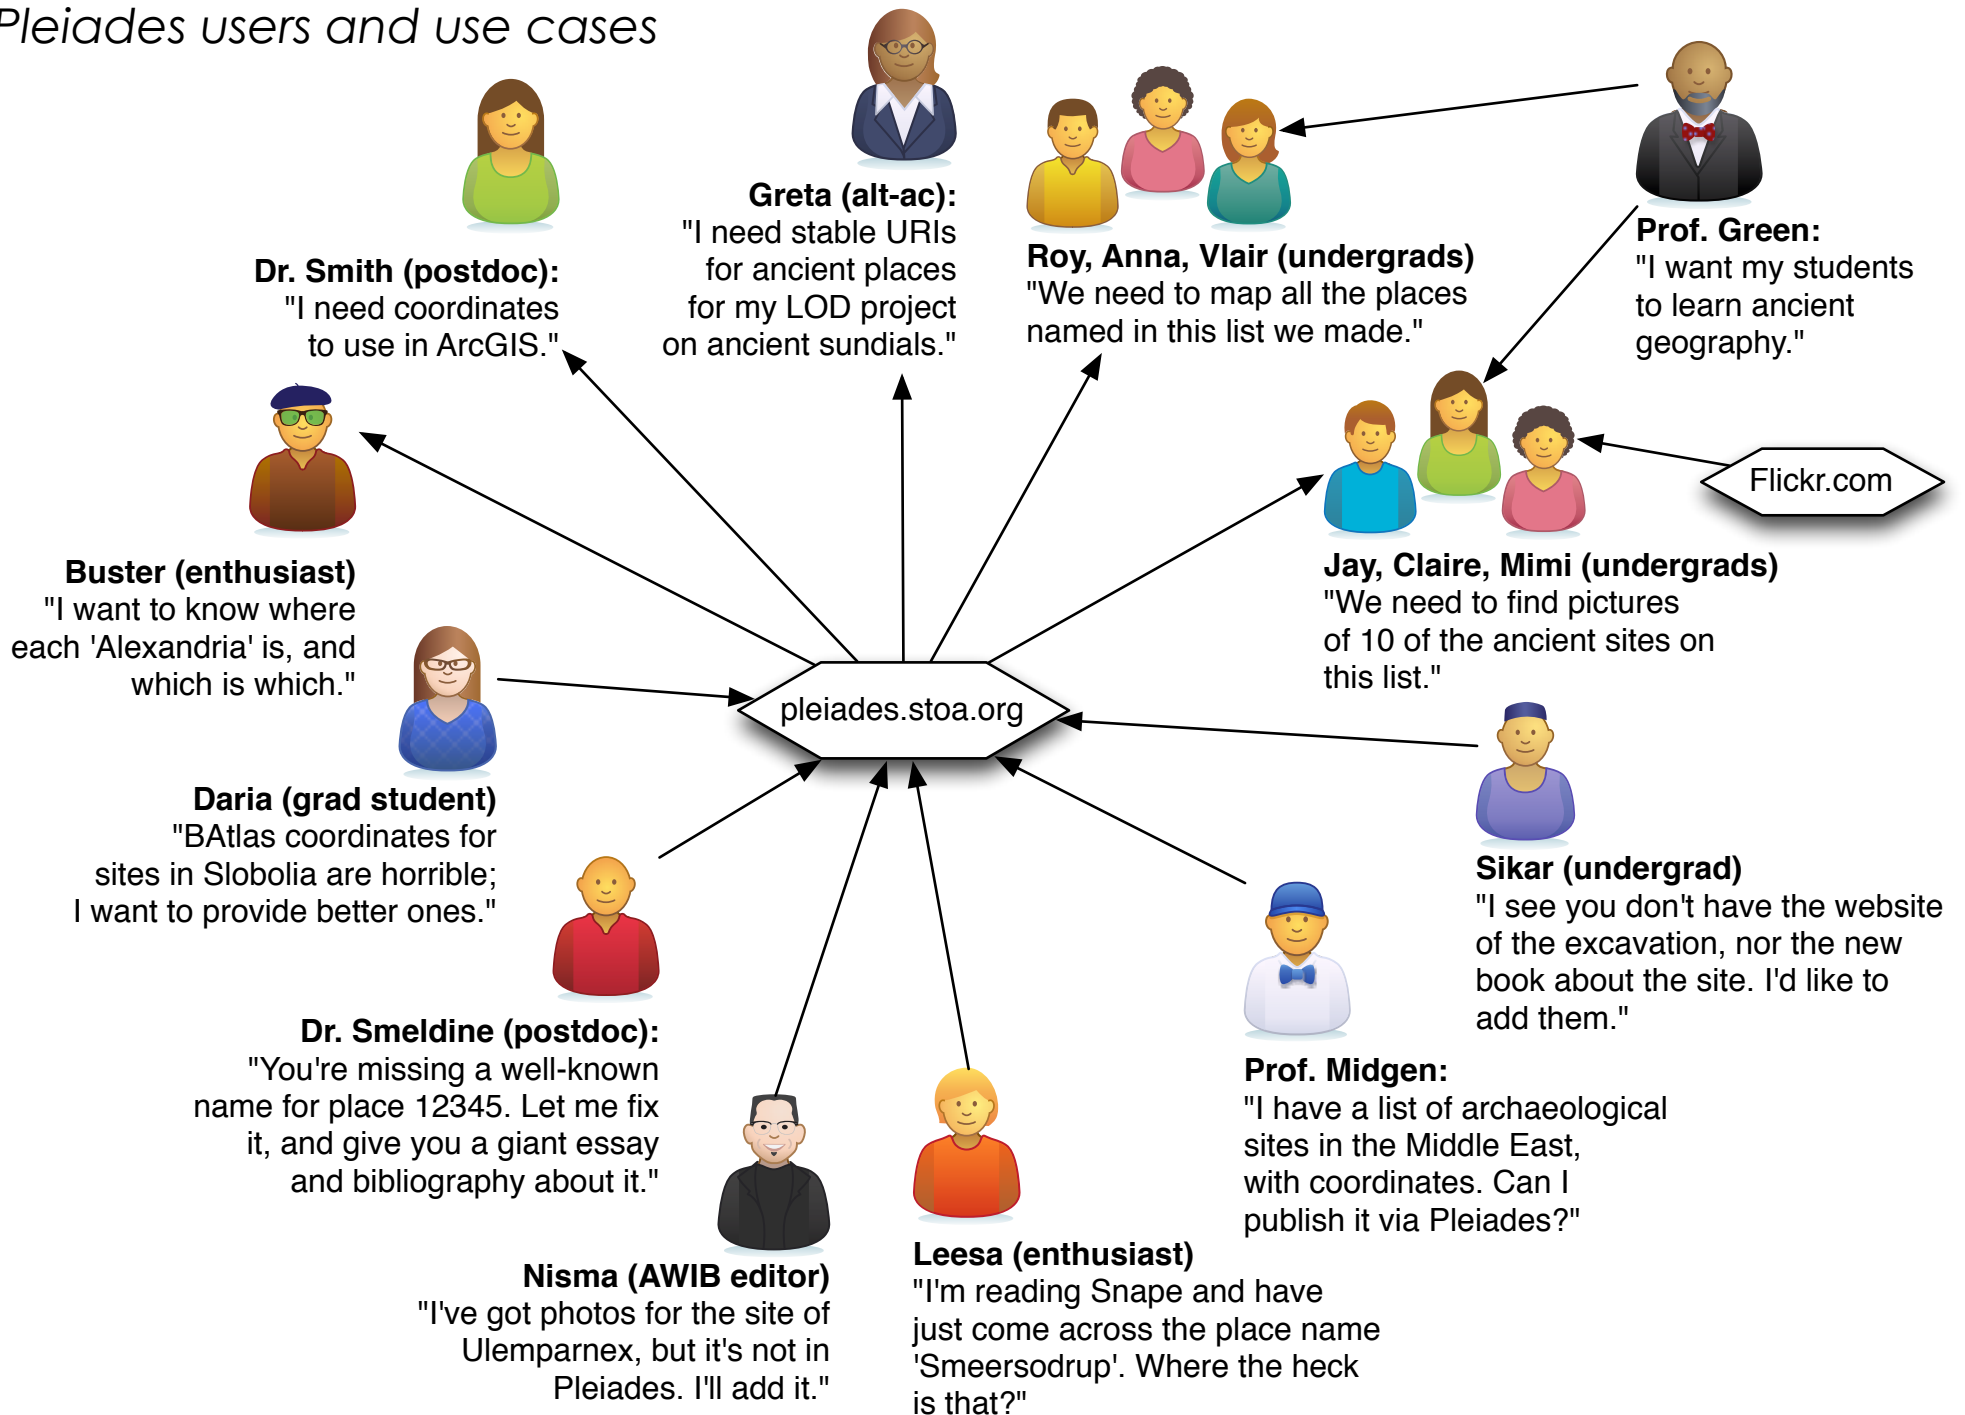 Pleiades users and use cases
Greta (alt-ac):
"I need stable URIs
for ancient places
for my LOD project
on ancient sundials."
Dr. Smith (postdoc):
"I need coordinates
to use in ArcGIS."
Roy, Anna, Vlair (undergrads)
"We need to map all the places
named in this list we made."
Prof. Green:
"I want my students
to learn ancient
geography."
Flickr.com
Buster (enthusiast)
"I want to know where
each 'Alexandria' is, and
which is which."
Jay, Claire, Mimi (undergrads)
"We need to find pictures
of 10 of the ancient sites on
this list."
pleiades.stoa.org
Daria (grad student)
"BAtlas coordinates for
sites in Slobolia are horrible;
I want to provide better ones."
Sikar (undergrad)
"I see you don't have the website
of the excavation, nor the new
book about the site. I'd like to
add them."
Dr. Smeldine (postdoc):
"You're missing a well-known
name for place 12345. Let me fix
it, and give you a giant essay
and bibliography about it."
Prof. Midgen:
"I have a list of archaeological
sites in the Middle East,
with coordinates. Can I
publish it via Pleiades?"
Nisma (AWIB editor)
"I've got photos for the site of
Ulemparnex, but it's not in
Pleiades. I'll add it."
Leesa (enthusiast)
"I'm reading Snape and have
just come across the place name
'Smeersodrup'. Where the heck
is that?"